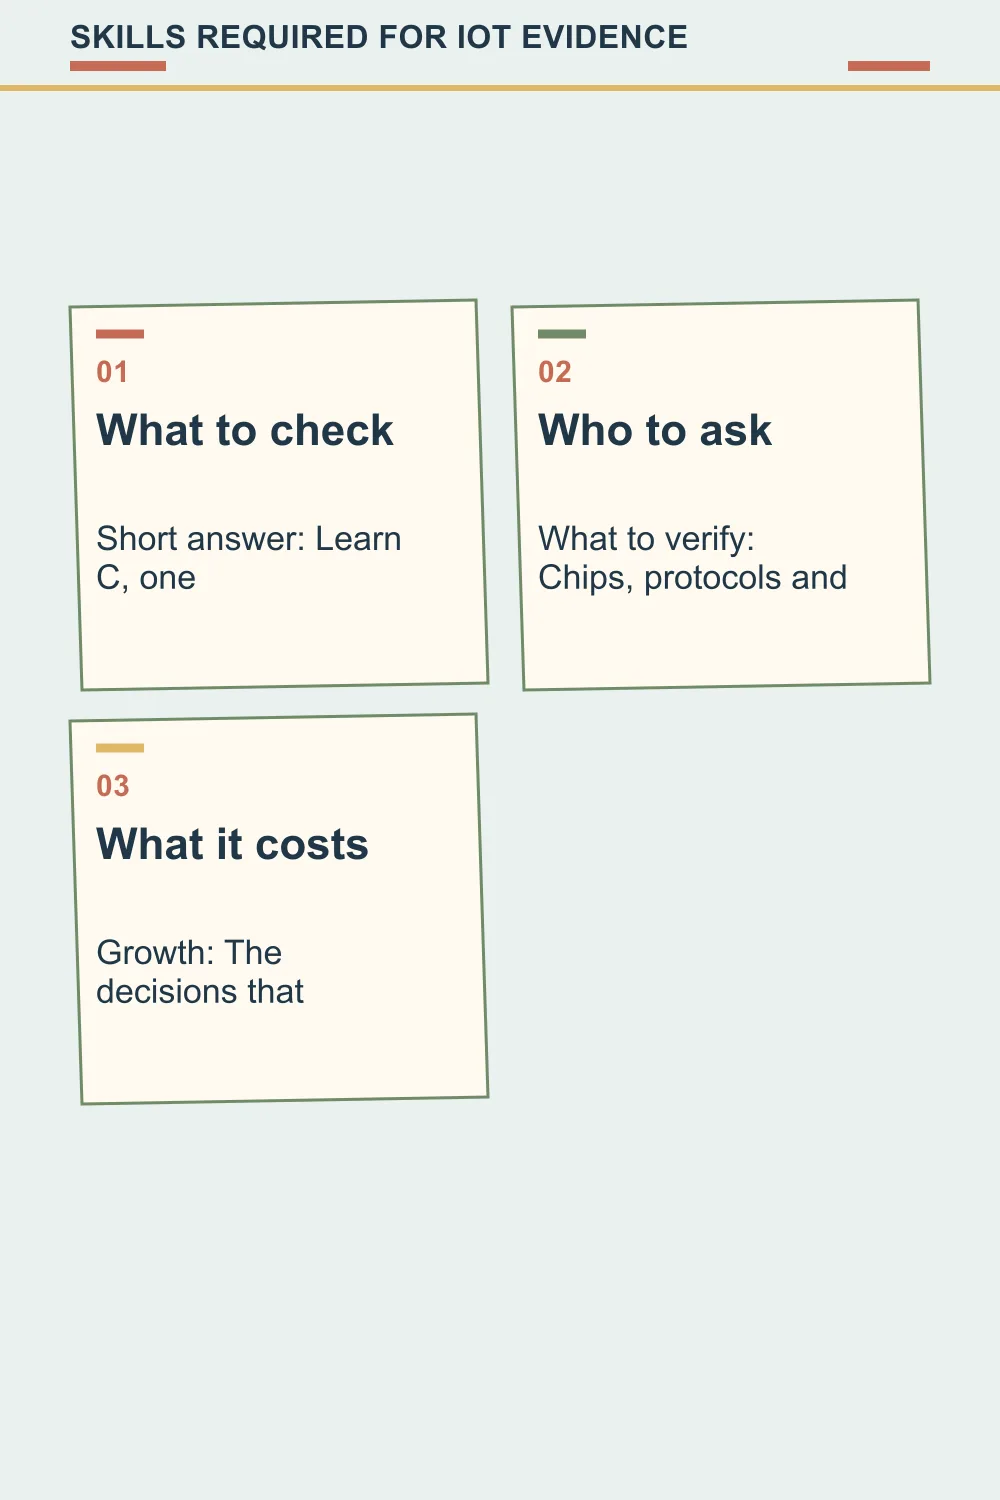 SKILLS REQUIRED FOR IOT EVIDENCE
01
What to check
Short answer: Learn
C, one
02
Who to ask
What to verify:
Chips, protocols and
03
What it costs
Growth: The
decisions that